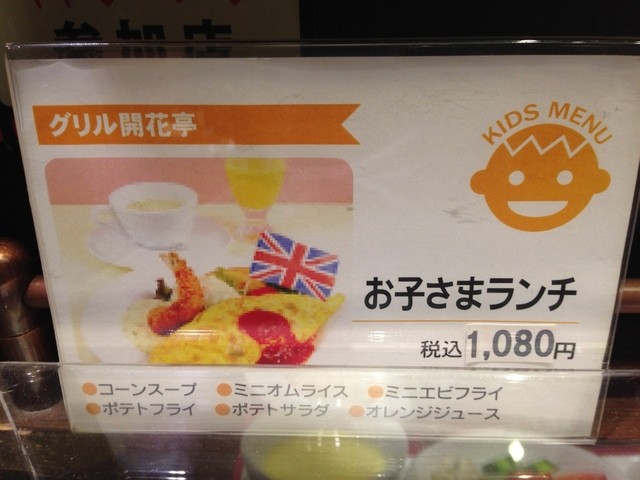 参加店
グリル開花亭
KIDS MENU
お子さまランチ
税込1,080円
●コーンスープ ●ミニオムライス ●ミニエビフライ
●ポテトフライ ●ポテトサラダ ●オレンジジュース